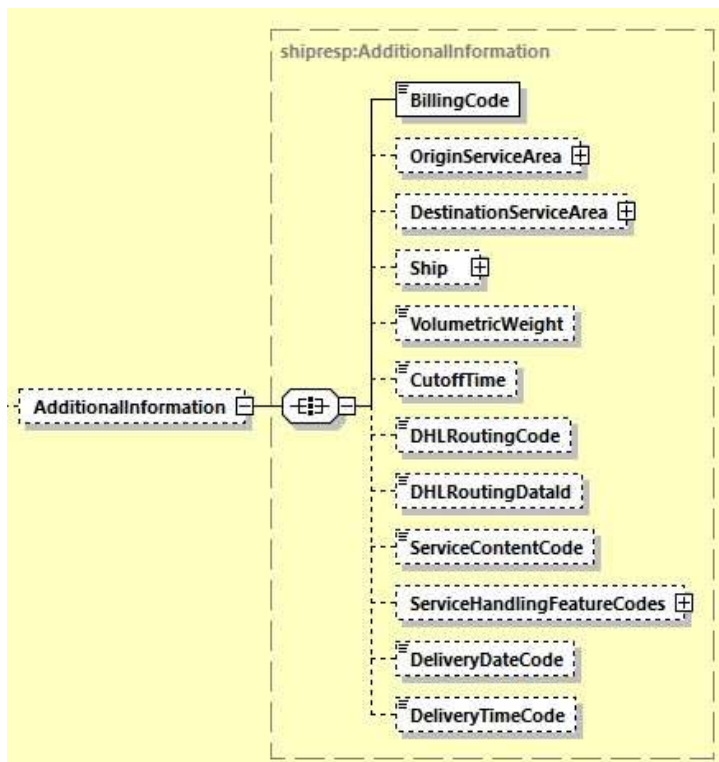 shipresp:AdditionalInformation
BillingCode
OriginServiceArea
DestinationServiceArea
Ship
VolumetricWeight
CutoffTime
AdditionalInformation
DHLRoutingCode
DHLRoutingDataId
ServiceContentCode
ServiceHandlingFeatureCodes
DeliveryDateCode
DeliveryTimeCode